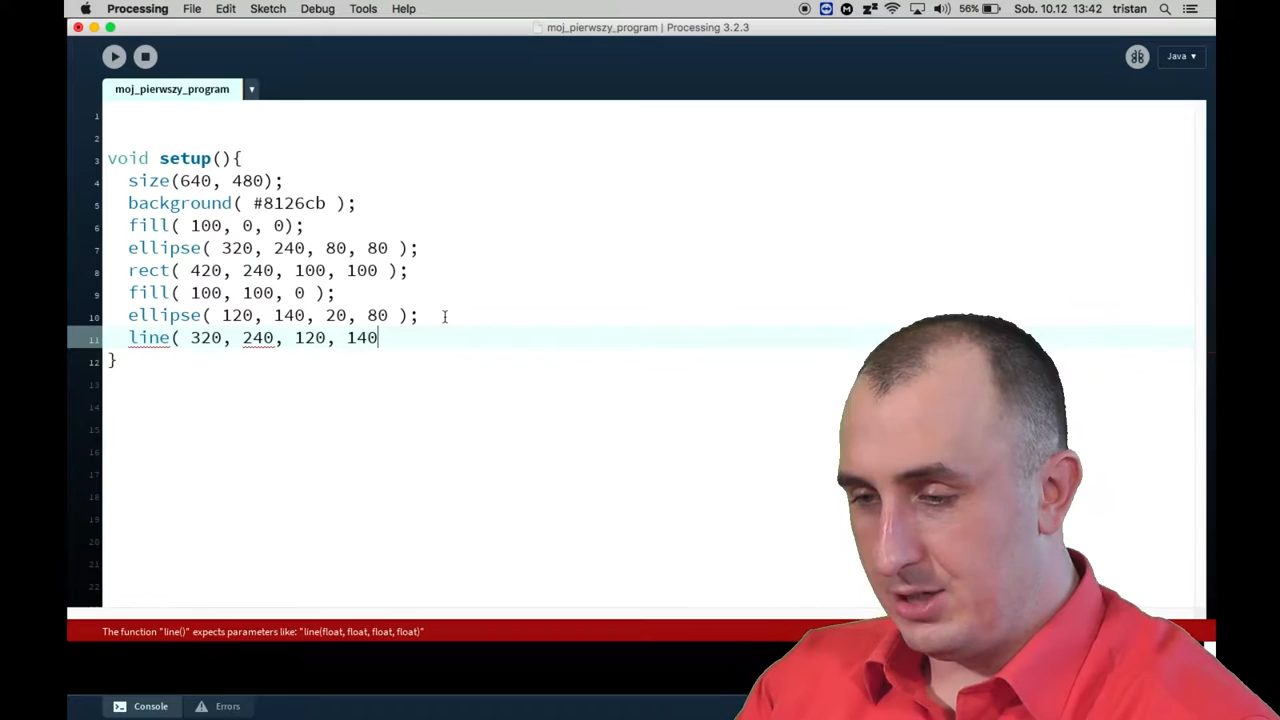 Processing File Edit Sketch Debug Tools Help 56% Sob. 10.12 13:42 tristan
moj_pierwszy_program | Processing 3.2.3
Java ▾
moj_pierwszy_program ▾
1
2
3 void setup(){
4 size(640, 480);
5 background( #8126cb );
6 fill( 100, 0, 0);
7 ellipse( 320, 240, 80, 80 );
8 rect( 420, 240, 100, 100 );
9 fill( 100, 100, 0 );
10 ellipse( 120, 140, 20, 80 );
11 line( 320, 240, 120, 140
12 }
13
14
15
16
17
18
19
20
21
22
The function "line()" expects parameters like: "line(float, float, float, float)"
Console Errors